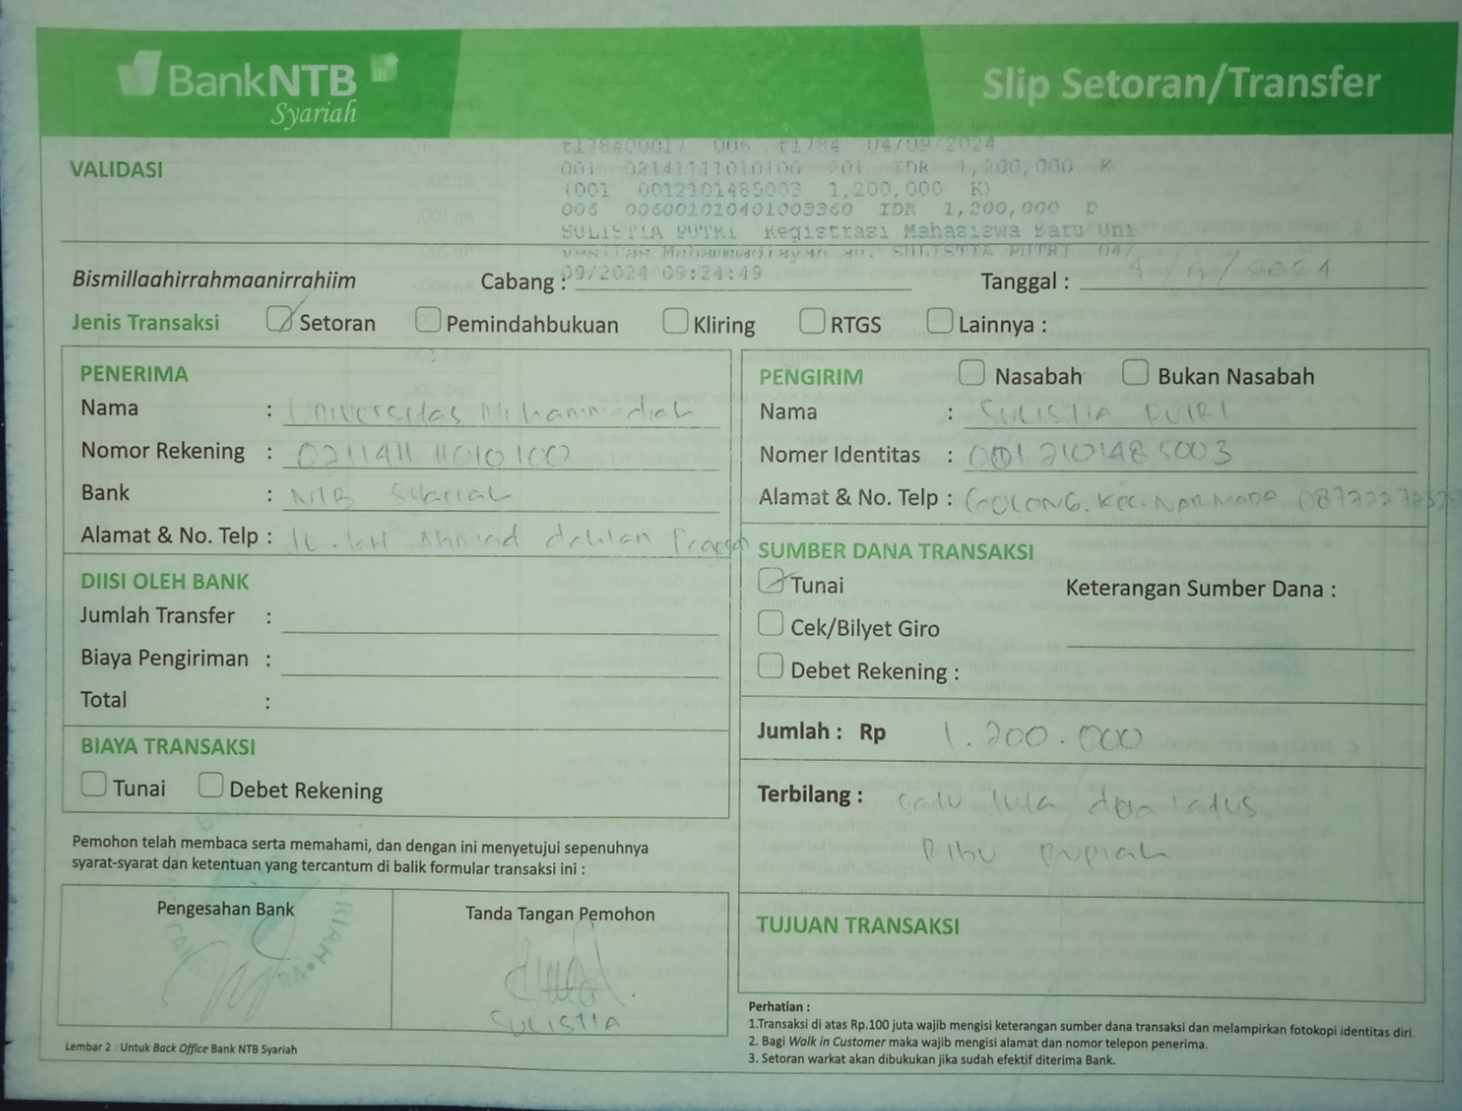 BankNTB
Syariah
Slip Setoran/Transfer
VALIDASI
t178400017 006 t1784 04/09/2024
001 02141111010100 201 IDR 1,200,000 K
(001 0012101485003 1,200,000 K)
006 006001010401003360 IDR 1,200,000 D
SULISTIA PUTRI Registrasi Mahasiswa Baru Uni
versitas Muhammadiyah an. SULISTIA PUTRI 04/
09/2024 09:24:49
Bismillaahirrahmaanirrahiim Cabang : Tanggal : 4/9/2024
Jenis Transaksi Setoran Pemindahbukuan Kliring RTGS Lainnya :
PENERIMA
Nama : Universitas Muhammadiah
Nomor Rekening : 0211411 11010100
Bank : NTB Syariah
Alamat & No. Telp : JL. KH Ahmad dahlan
DIISI OLEH BANK
Jumlah Transfer :
Biaya Pengiriman :
Total :
BIAYA TRANSAKSI
Tunai Debet Rekening
PENGIRIM Nasabah Bukan Nasabah
Nama : SULISTIA PUTRI
Nomer Identitas : 0012101485003
Alamat & No. Telp : GOLONG. KEC. NARMADA
SUMBER DANA TRANSAKSI
Tunai Keterangan Sumber Dana :
Cek/Bilyet Giro
Debet Rekening :
Jumlah : Rp 1.200.000
Terbilang : satu juta dua ratus
Ribu Rupiah
TUJUAN TRANSAKSI
Pemohon telah membaca serta memahami, dan dengan ini menyetujui sepenuhnya
syarat-syarat dan ketentuan yang tercantum di balik formular transaksi ini :
Pengesahan Bank Tanda Tangan Pemohon
SULISTIA
Lembar 2 : Untuk Back Office Bank NTB Syariah
Perhatian :
1.Transaksi di atas Rp.100 juta wajib mengisi keterangan sumber dana transaksi dan melampirkan fotokopi identitas diri.
2. Bagi Walk in Customer maka wajib mengisi alamat dan nomor telepon penerima.
3. Setoran warkat akan dibukukan jika sudah efektif diterima Bank.